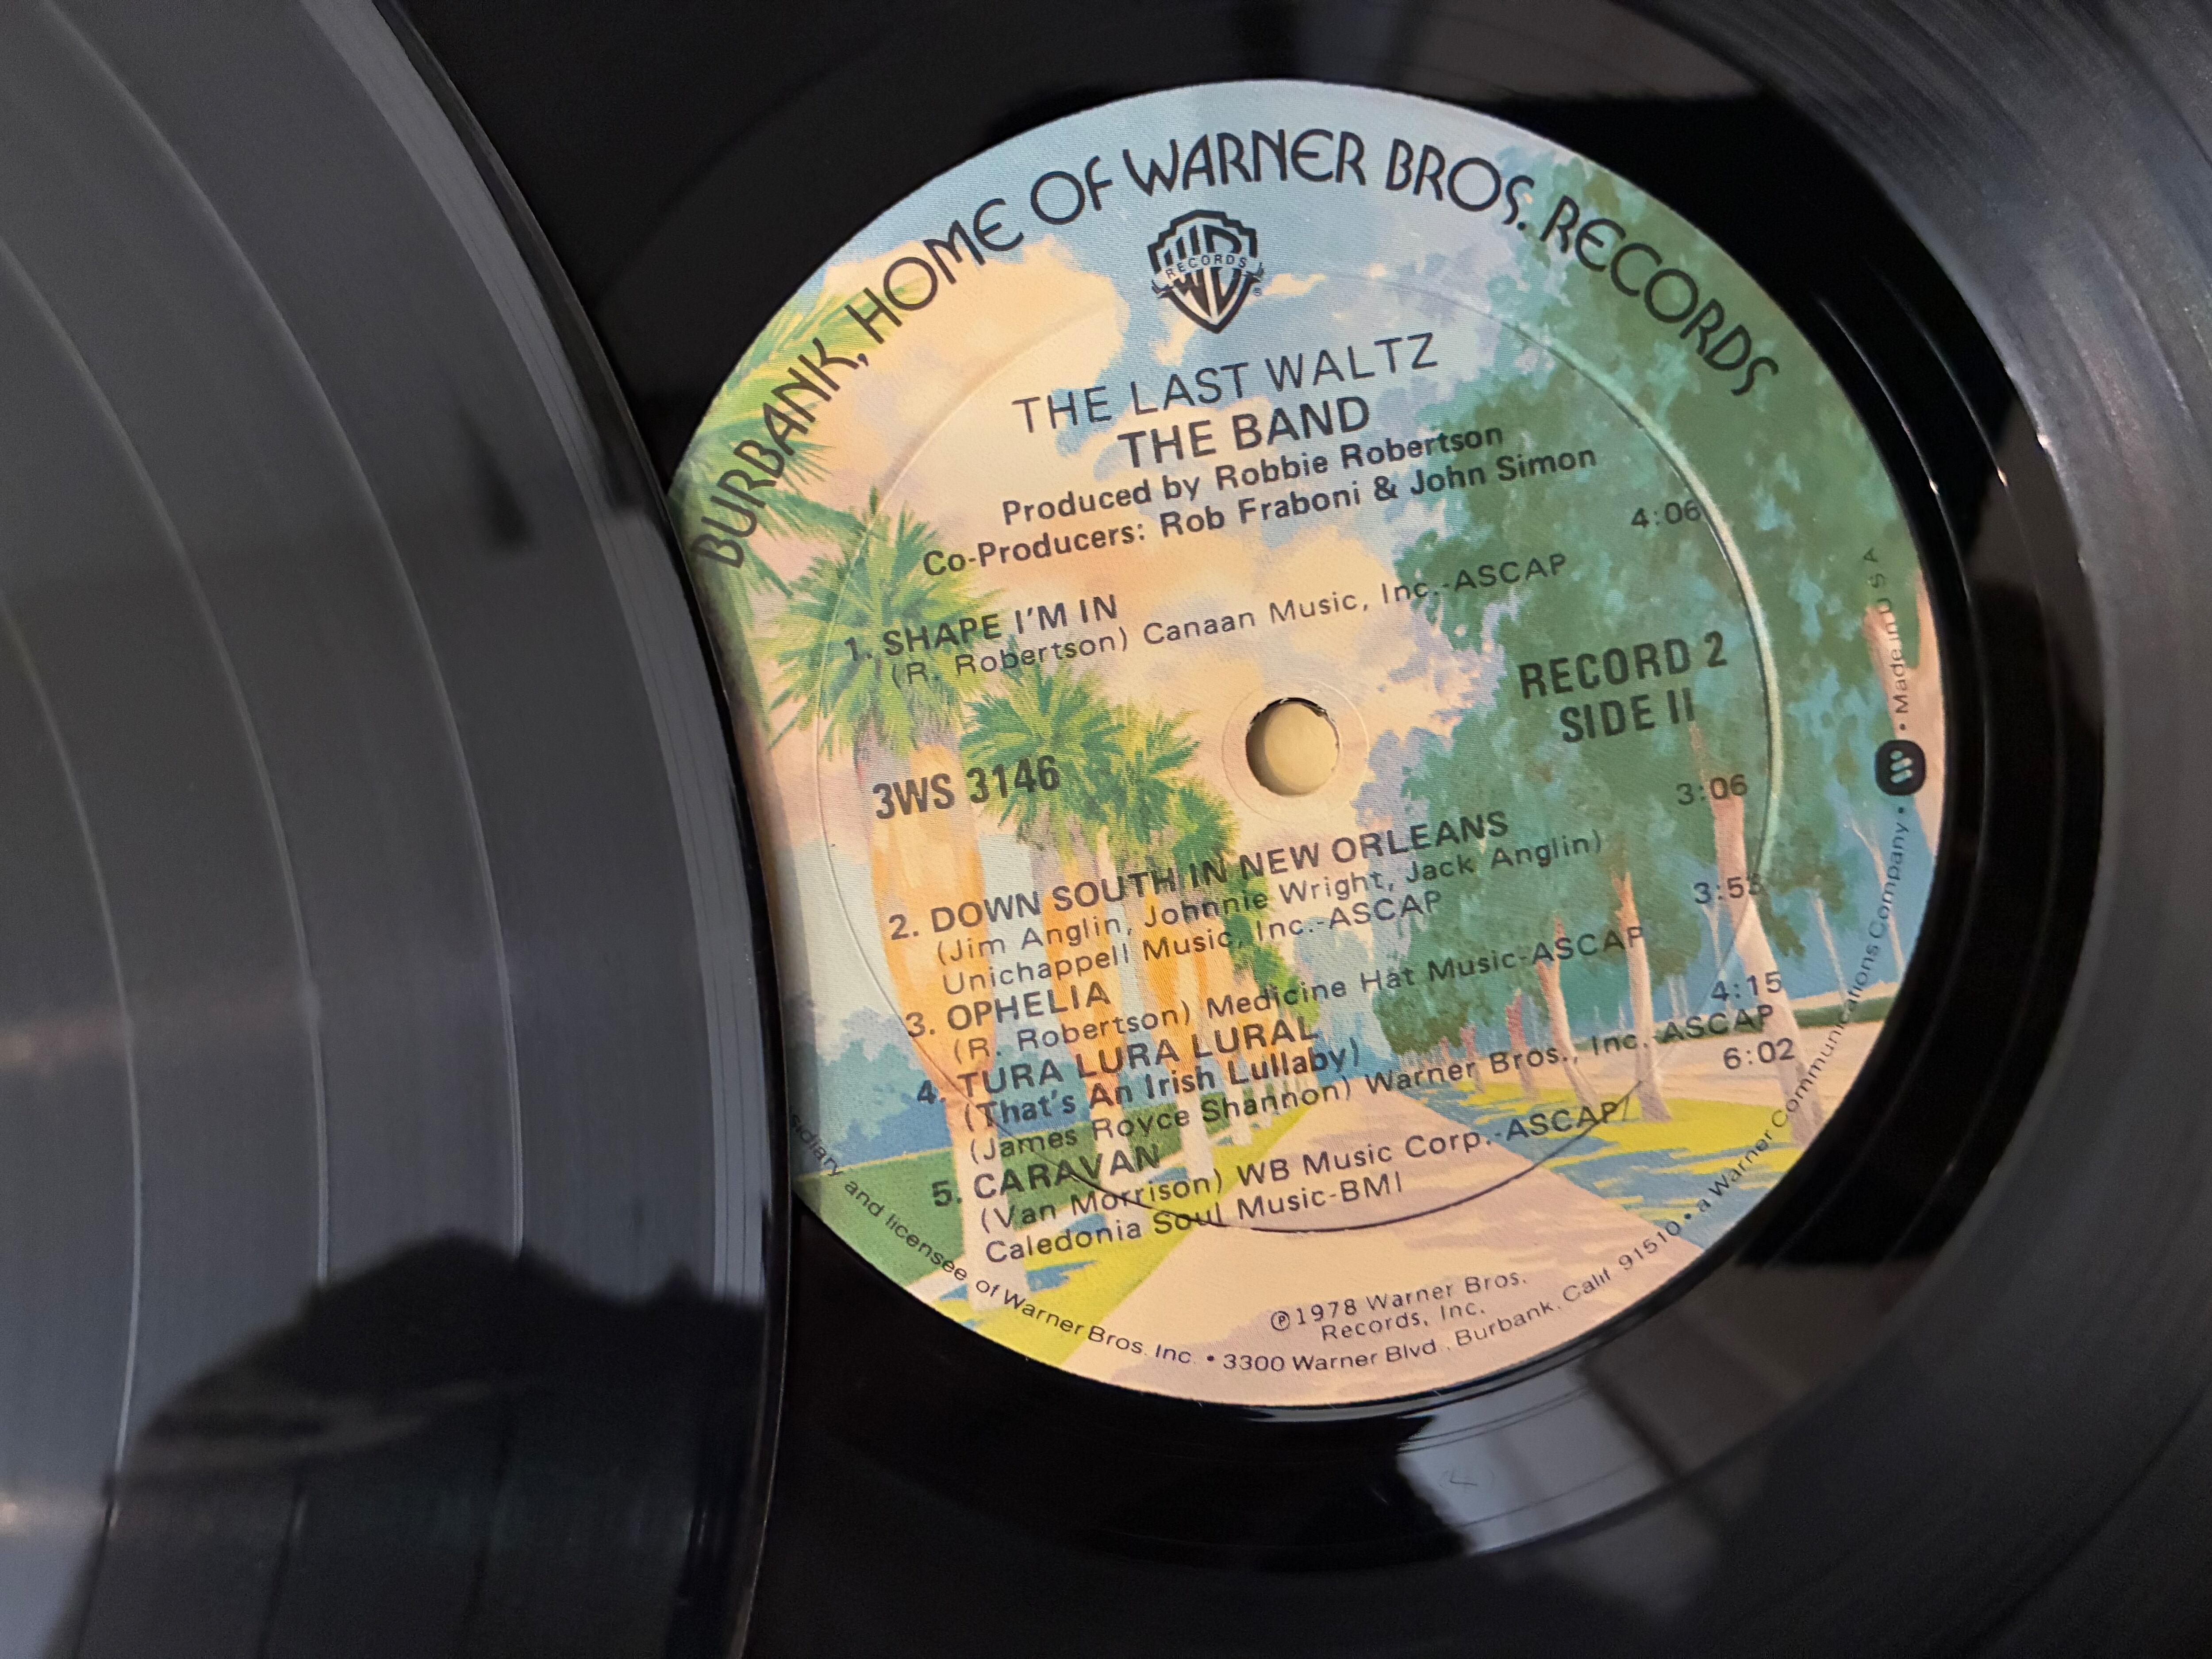 BURBANK, HOME OF WARNER BROS. RECORDS
RECORDS
THE LAST WALTZ
THE BAND
Produced by Robbie Robertson
Co-Producers: Rob Fraboni & John Simon
1. SHAPE I'M IN 4:06
(R. Robertson) Canaan Music, Inc.-ASCAP
RECORD 2
SIDE II
3WS 3146
2. DOWN SOUTH IN NEW ORLEANS 3:06
(Jim Anglin, Johnnie Wright, Jack Anglin)
Unichappell Music, Inc.-ASCAP
3. OPHELIA 3:53
(R. Robertson) Medicine Hat Music-ASCAP
4. TURA LURA LURAL 4:15
(That's An Irish Lullaby)
(James Royce Shannon) Warner Bros., Inc.-ASCAP
5. CARAVAN 6:02
(Van Morrison) WB Music Corp.-ASCAP/
Caledonia Soul Music-BMI
℗1978 Warner Bros.
Records, Inc.
and licensee of Warner Bros. Inc. • 3300 Warner Blvd., Burbank, Calif. 91510 • a Warner Communications Company • • Made in U S A